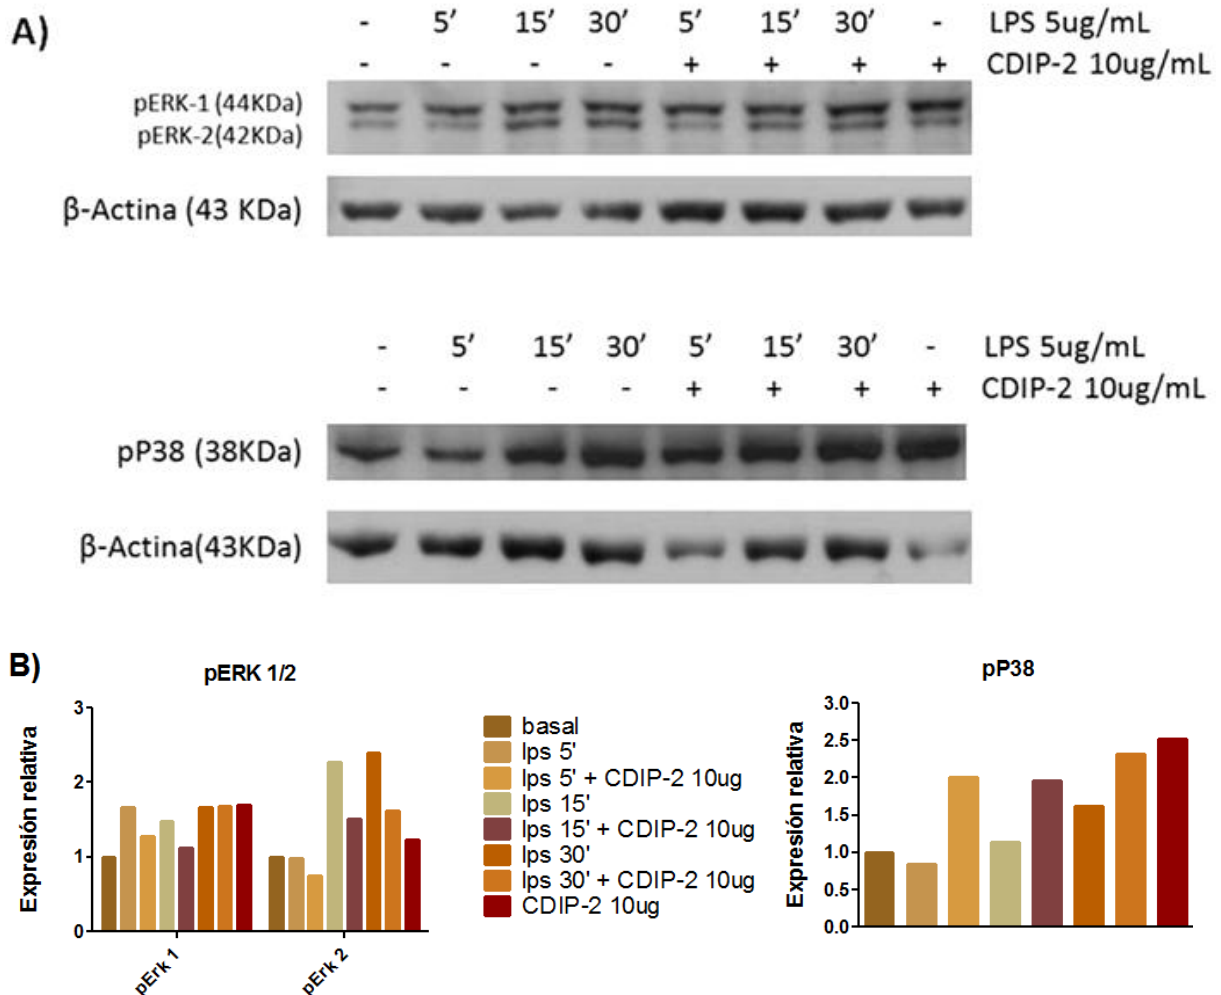 A)
- 5′ 15′ 30′ 5′ 15′ 30′ - LPS 5ug/mL
- - - - + + + + CDIP-2 10ug/mL
pERK-1 (44KDa)
pERK-2(42KDa)
β-Actina (43 KDa)
- 5′ 15′ 30′ 5′ 15′ 30′ - LPS 5ug/mL
- - - - + + + + CDIP-2 10ug/mL
pP38 (38KDa)
β-Actina(43KDa)
B)
pERK 1/2
Expresión relativa
3
2
1
0
pErk 1
pErk 2
basal
lps 5'
lps 5' + CDIP-2 10ug
lps 15'
lps 15' + CDIP-2 10ug
lps 30'
lps 30' + CDIP-2 10ug
CDIP-2 10ug
pP38
Expresión relativa
3.0
2.5
2.0
1.5
1.0
0.5
0.0